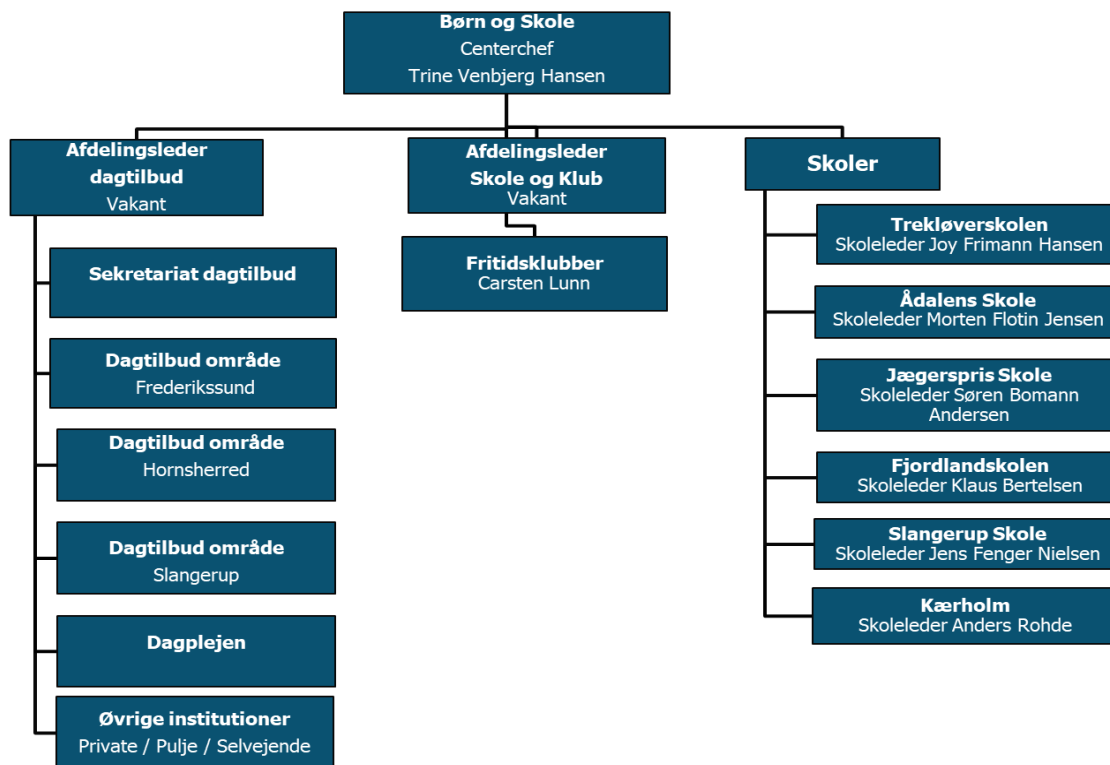 Børn og Skole
Centerchef
Trine Venbjerg Hansen
Afdelingsleder
dagtilbud
Vakant
Sekretariat dagtilbud
Dagtilbud område
Frederikssund
Dagtilbud område
Hornsherred
Dagtilbud område
Slangerup
Dagplejen
Øvrige institutioner
Private / Pulje / Selvejende
Afdelingsleder
Skole og Klub
Vakant
Fritidsklubber
Carsten Lunn
Skoler
Trekløverskolen
Skoleleder Joy Frimann Hansen
Ådalens Skole
Skoleleder Morten Flotin Jensen
Jægerspris Skole
Skoleleder Søren Bomann
Andersen
Fjordlandskolen
Skoleleder Klaus Bertelsen
Slangerup Skole
Skoleleder Jens Fenger Nielsen
Kærholm
Skoleleder Anders Rohde